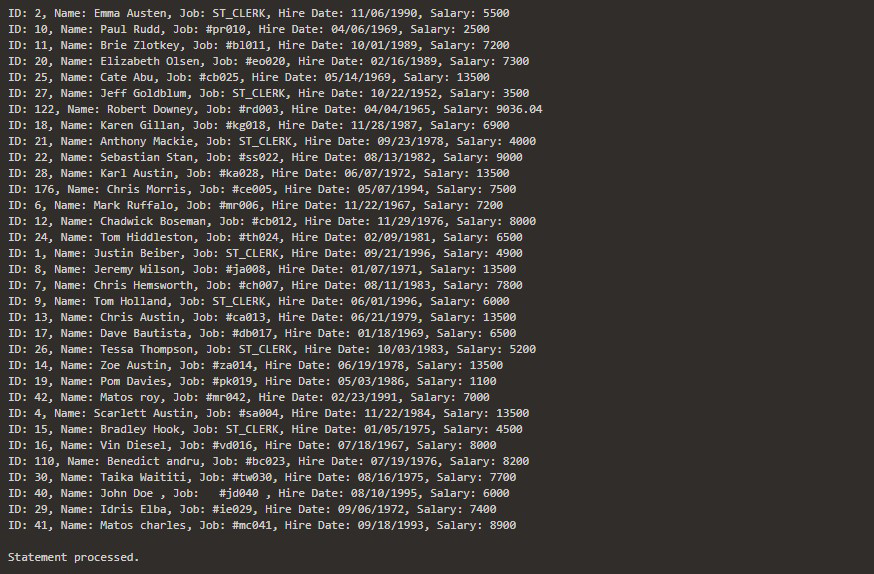 ID: 2, Name: Emma Austen, Job: ST_CLERK, Hire Date: 11/06/1990, Salary: 5500
ID: 10, Name: Paul Rudd, Job: #pr010, Hire Date: 04/06/1969, Salary: 2500
ID: 11, Name: Brie Zlotkey, Job: #bl011, Hire Date: 10/01/1989, Salary: 7200
ID: 20, Name: Elizabeth Olsen, Job: #eo020, Hire Date: 02/16/1989, Salary: 7300
ID: 25, Name: Cate Abu, Job: #cb025, Hire Date: 05/14/1969, Salary: 13500
ID: 27, Name: Jeff Goldblum, Job: ST_CLERK, Hire Date: 10/22/1952, Salary: 3500
ID: 122, Name: Robert Downey, Job: #rd003, Hire Date: 04/04/1965, Salary: 9036.04
ID: 18, Name: Karen Gillan, Job: #kg018, Hire Date: 11/28/1987, Salary: 6900
ID: 21, Name: Anthony Mackie, Job: ST_CLERK, Hire Date: 09/23/1978, Salary: 4000
ID: 22, Name: Sebastian Stan, Job: #ss022, Hire Date: 08/13/1982, Salary: 9000
ID: 28, Name: Karl Austin, Job: #ka028, Hire Date: 06/07/1972, Salary: 13500
ID: 176, Name: Chris Morris, Job: #ce005, Hire Date: 05/07/1994, Salary: 7500
ID: 6, Name: Mark Ruffalo, Job: #mr006, Hire Date: 11/22/1967, Salary: 7200
ID: 12, Name: Chadwick Boseman, Job: #cb012, Hire Date: 11/29/1976, Salary: 8000
ID: 24, Name: Tom Hiddleston, Job: #th024, Hire Date: 02/09/1981, Salary: 6500
ID: 1, Name: Justin Beiber, Job: ST_CLERK, Hire Date: 09/21/1996, Salary: 4900
ID: 8, Name: Jeremy Wilson, Job: #ja008, Hire Date: 01/07/1971, Salary: 13500
ID: 7, Name: Chris Hemsworth, Job: #ch007, Hire Date: 08/11/1983, Salary: 7800
ID: 9, Name: Tom Holland, Job: ST_CLERK, Hire Date: 06/01/1996, Salary: 6000
ID: 13, Name: Chris Austin, Job: #ca013, Hire Date: 06/21/1979, Salary: 13500
ID: 17, Name: Dave Bautista, Job: #db017, Hire Date: 01/18/1969, Salary: 6500
ID: 26, Name: Tessa Thompson, Job: ST_CLERK, Hire Date: 10/03/1983, Salary: 5200
ID: 14, Name: Zoe Austin, Job: #za014, Hire Date: 06/19/1978, Salary: 13500
ID: 19, Name: Pom Davies, Job: #pk019, Hire Date: 05/03/1986, Salary: 1100
ID: 42, Name: Matos roy, Job: #mr042, Hire Date: 02/23/1991, Salary: 7000
ID: 4, Name: Scarlett Austin, Job: #sa004, Hire Date: 11/22/1984, Salary: 13500
ID: 15, Name: Bradley Hook, Job: ST_CLERK, Hire Date: 01/05/1975, Salary: 4500
ID: 16, Name: Vin Diesel, Job: #vd016, Hire Date: 07/18/1967, Salary: 8000
ID: 110, Name: Benedict andru, Job: #bc023, Hire Date: 07/19/1976, Salary: 8200
ID: 30, Name: Taika Waititi, Job: #tw030, Hire Date: 08/16/1975, Salary: 7700
ID: 40, Name: John Doe , Job:   #jd040 , Hire Date: 08/10/1995, Salary: 6000
ID: 29, Name: Idris Elba, Job: #ie029, Hire Date: 09/06/1972, Salary: 7400
ID: 41, Name: Matos charles, Job: #mc041, Hire Date: 09/18/1993, Salary: 8900
Statement processed.